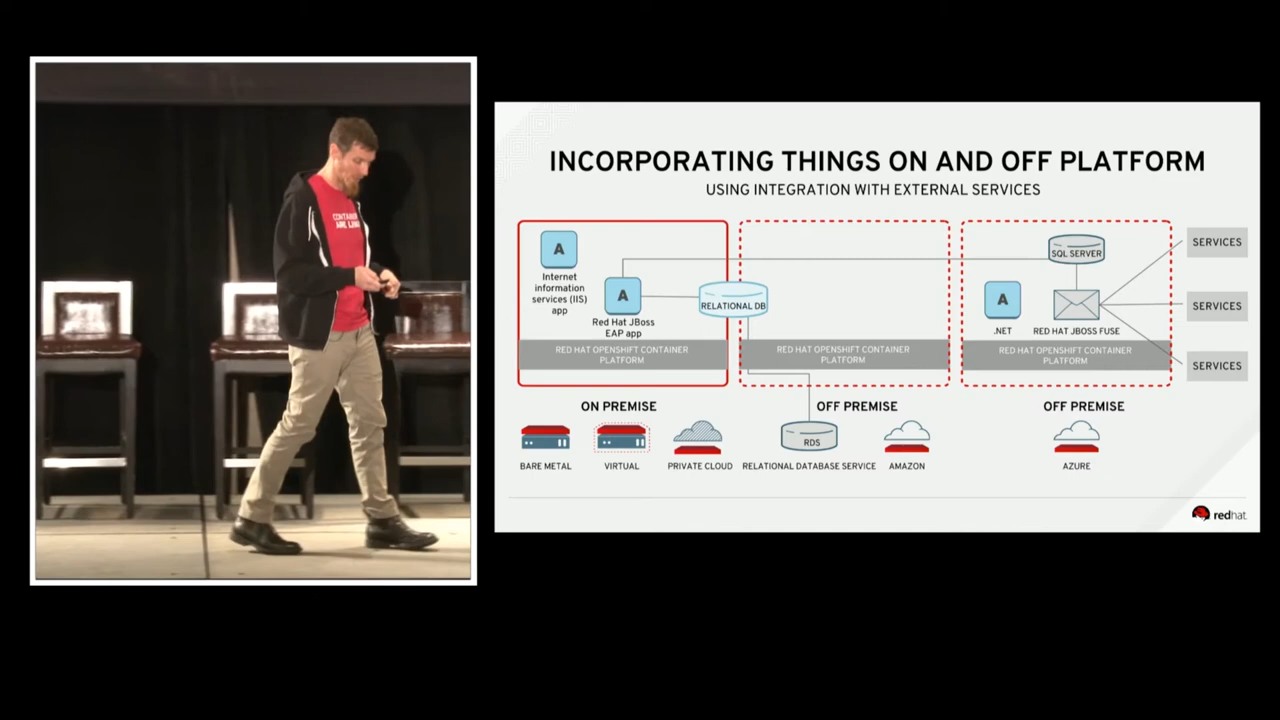 CONTAINERS
ARE LINUX
INCORPORATING THINGS ON AND OFF PLATFORM
USING INTEGRATION WITH EXTERNAL SERVICES
A
Internet
information
services (IIS)
app
A
Red Hat JBoss
EAP app
RELATIONAL DB
SQL SERVER
A
.NET
RED HAT JBOSS FUSE
SERVICES
SERVICES
SERVICES
RED HAT OPENSHIFT CONTAINER
PLATFORM
RED HAT OPENSHIFT CONTAINER
PLATFORM
RED HAT OPENSHIFT CONTAINER
PLATFORM
ON PREMISE
OFF PREMISE
OFF PREMISE
BARE METAL
VIRTUAL
PRIVATE CLOUD
RDS
RELATIONAL DATABASE SERVICE
AMAZON
AZURE
redhat